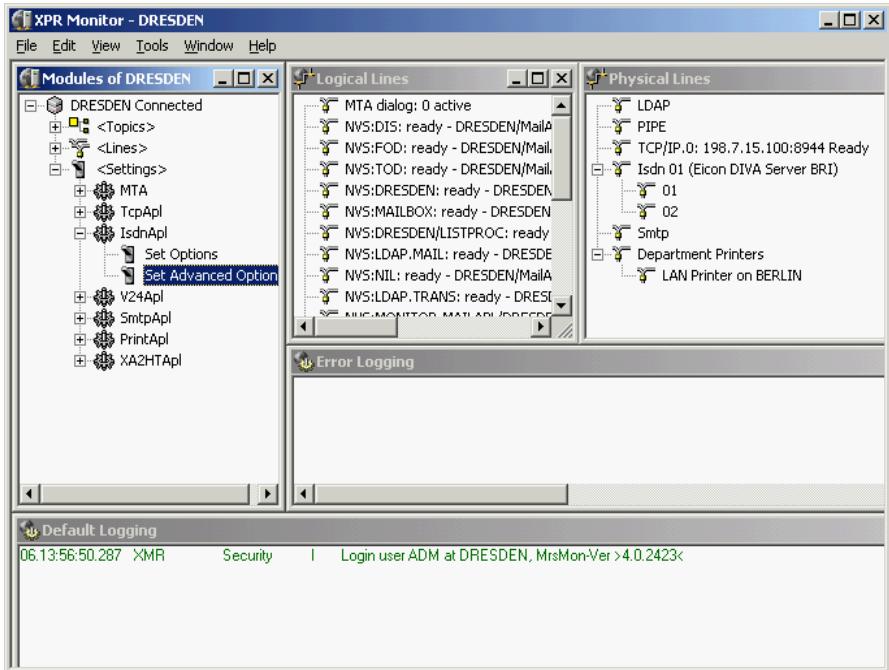 XPR Monitor - DRESDEN
File Edit View Tools Window Help
Modules of DRESDEN
DRESDEN Connected
<Topics>
<Lines>
<Settings>
MTA
TcpApl
IsdnApl
Set Options
Set Advanced Option
V24Apl
SmtpApl
PrintApl
XA2HTApl
Logical Lines
MTA dialog: 0 active
NVS:DIS: ready - DRESDEN/MailA
NVS:FOD: ready - DRESDEN/Mail
NVS:TOD: ready - DRESDEN/Mail
NVS:DRESDEN: ready - DRESDEN
NVS:MAILBOX: ready - DRESDEN
NVS:DRESDEN/LISTPROC: ready
NVS:LDAP.MAIL: ready - DRESDE
NVS:NIL: ready - DRESDEN/MailA
NVS:LDAP.TRANS: ready - DRESD
Physical Lines
LDAP
PIPE
TCP/IP.0: 198.7.15.100:8944 Ready
Isdn 01 (Eicon DIVA Server BRI)
01
02
Smtp
Department Printers
LAN Printer on BERLIN
Error Logging
Default Logging
06.13:56:50.287 XMR Security I Login user ADM at DRESDEN, MrsMon-Ver >4.0.2423<